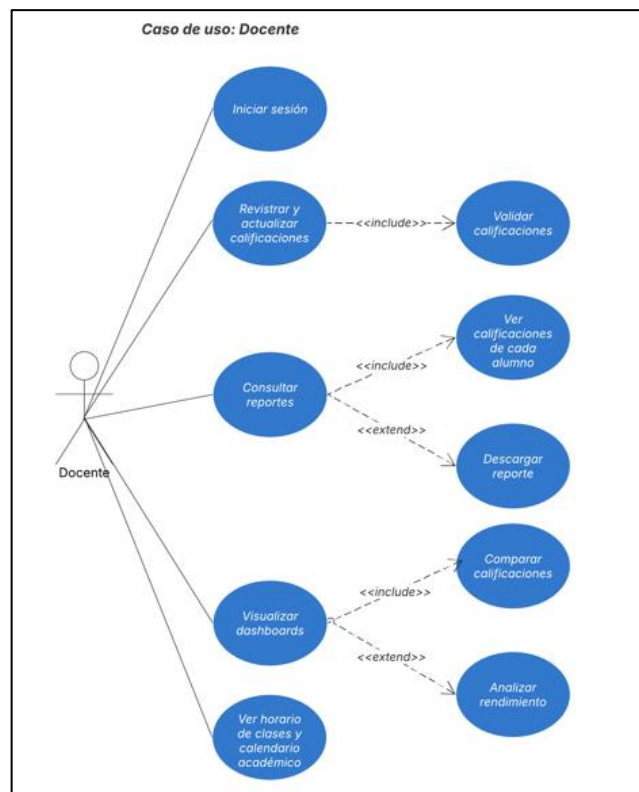 Caso de uso: Docente
Iniciar sesión
Revistrar y
actualizar
calificaciones
<<include>>
Validar
calificaciones
Ver
calificaciones
de cada
alumno
<<include>>
Consultar
reportes
<<extend>>
Descargar
reporte
Docente
Comparar
calificaciones
<<include>>
Visualizar
dashboards
<<extend>>
Analizar
rendimiento
Ver horario
de clases y
calendario
académico